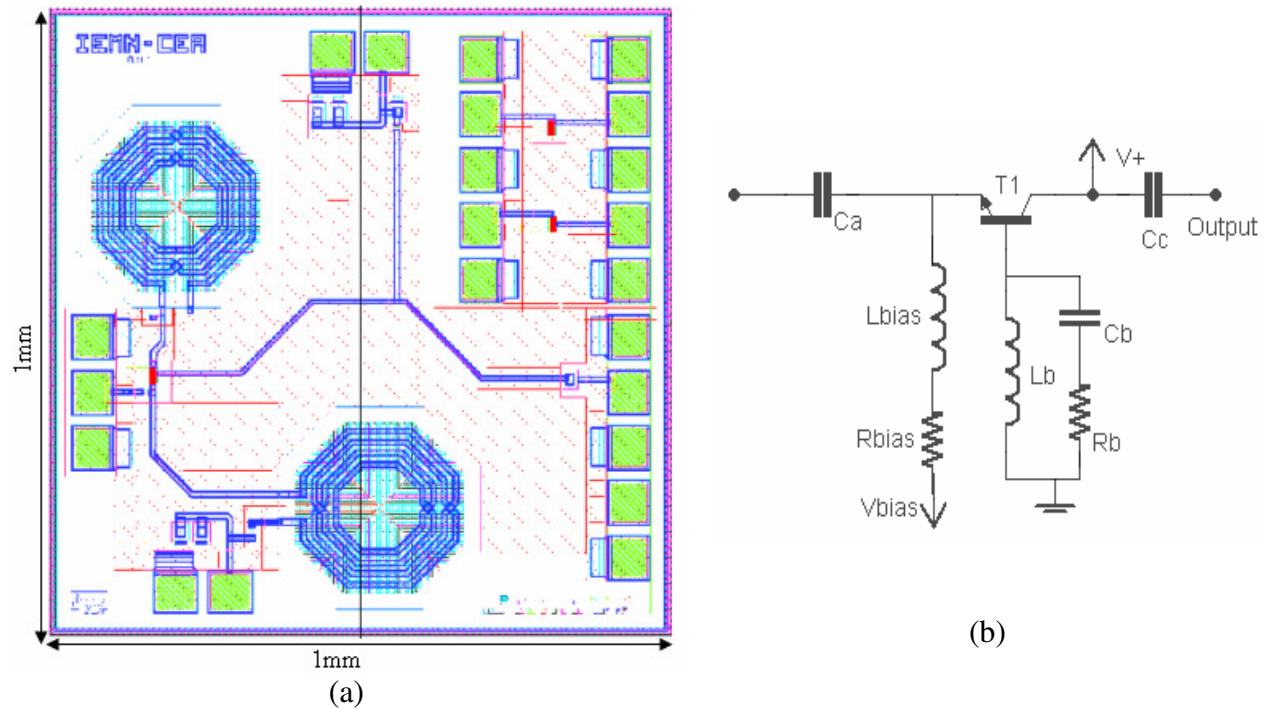 IEMN-CEA
1mm
1mm
(a)
Ca
T1
V+
Cc
Output
Lbias
Rbias
Vbias
Lb
Cb
Rb
(b)